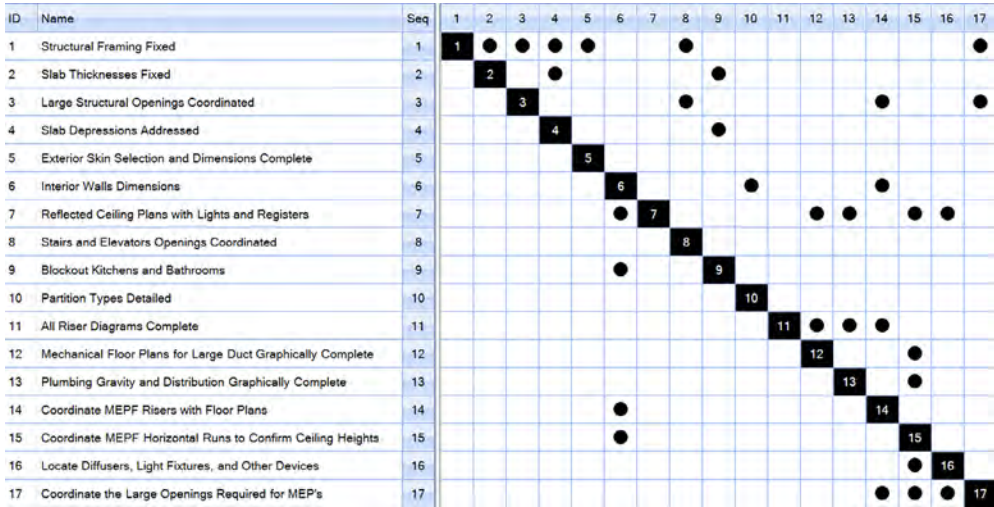 ID Name Seq 1 2 3 4 5 6 7 8 9 10 11 12 13 14 15 16 17
1 Structural Framing Fixed 1 1
2 Slab Thicknesses Fixed 2 2
3 Large Structural Openings Coordinated 3 3
4 Slab Depressions Addressed 4 4
5 Exterior Skin Selection and Dimensions Complete 5 5
6 Interior Walls Dimensions 6 6
7 Reflected Ceiling Plans with Lights and Registers 7 7
8 Stairs and Elevators Openings Coordinated 8 8
9 Blockout Kitchens and Bathrooms 9 9
10 Partition Types Detailed 10 10
11 All Riser Diagrams Complete 11 11
12 Mechanical Floor Plans for Large Duct Graphically Complete 12 12
13 Plumbing Gravity and Distribution Graphically Complete 13 13
14 Coordinate MEPF Risers with Floor Plans 14 14
15 Coordinate MEPF Horizontal Runs to Confirm Ceiling Heights 15 15
16 Locate Diffusers, Light Fixtures, and Other Devices 16 16
17 Coordinate the Large Openings Required for MEP's 17 17